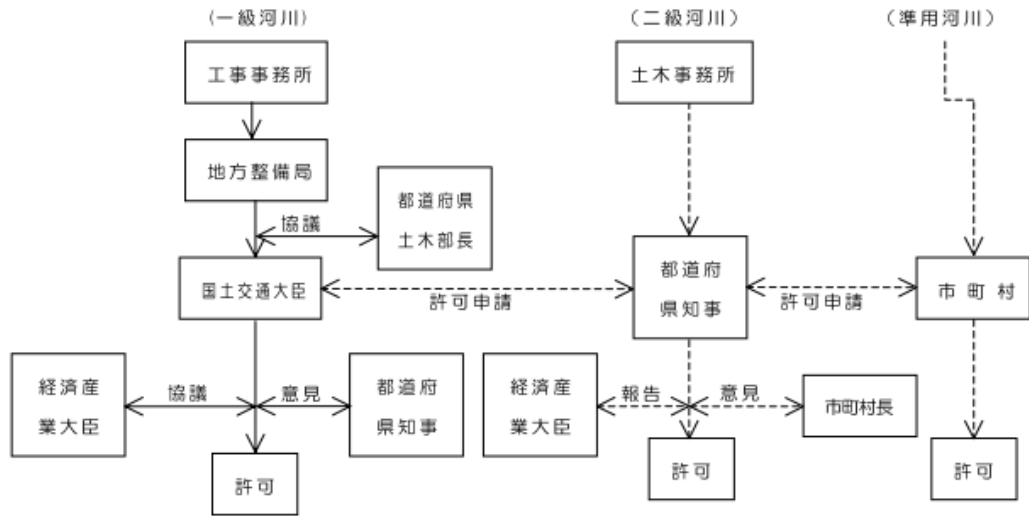 (一級河川)
(二級河川)
(準用河川)
工事事務所
土木事務所
地方整備局
都道府県
土木部長
協議
国土交通大臣
許可申請
都道府
県知事
許可申請
市町村
経済産
業大臣
協議
意見
都道府
県知事
経済産
業大臣
報告
意見
市町村長
許可
許可
許可